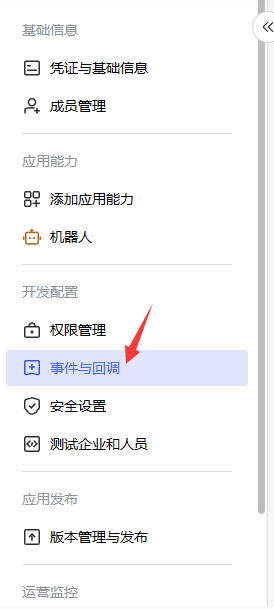 基础信息
凭证与基础信息
成员管理
应用能力
添加应用能力
机器人
开发配置
权限管理
事件与回调
安全设置
测试企业和人员
应用发布
版本管理与发布
运营监控